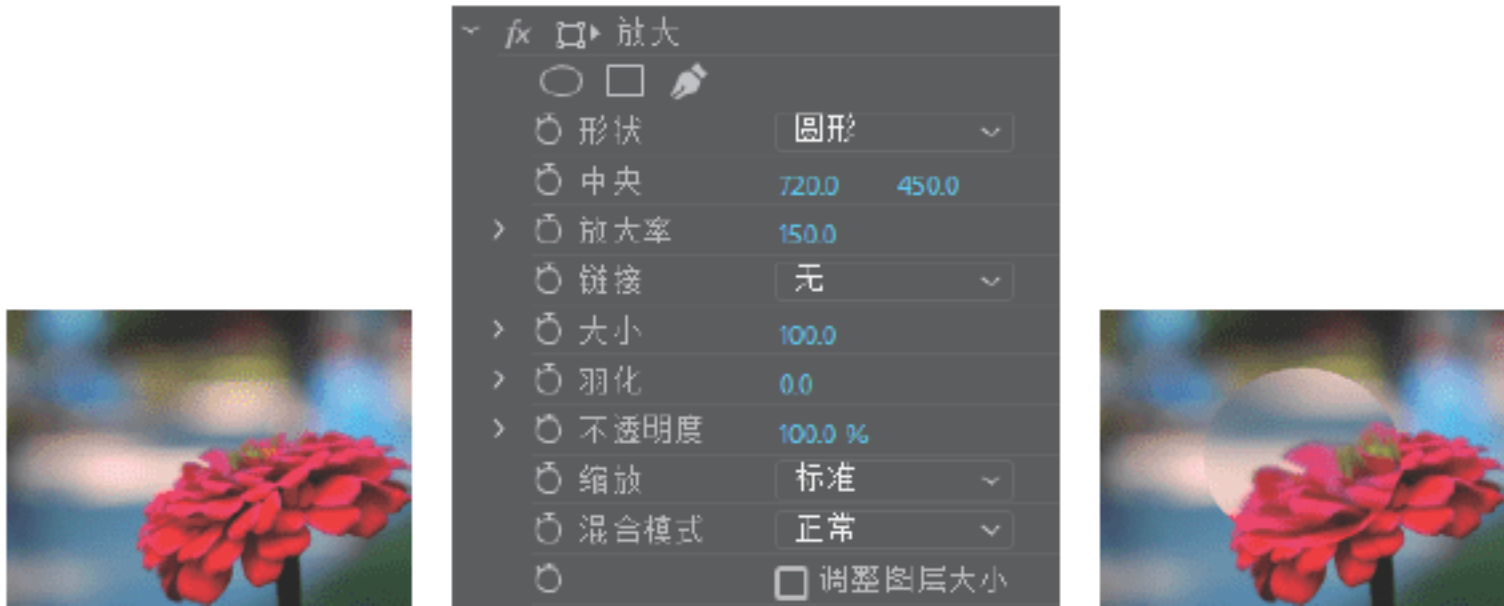 fx 放大
形状 圆形
中央 720.0 450.0
放大率 150.0
链接 无
大小 100.0
羽化 0.0
不透明度 100.0 %
缩放 标准
混合模式 正常
调整图层大小